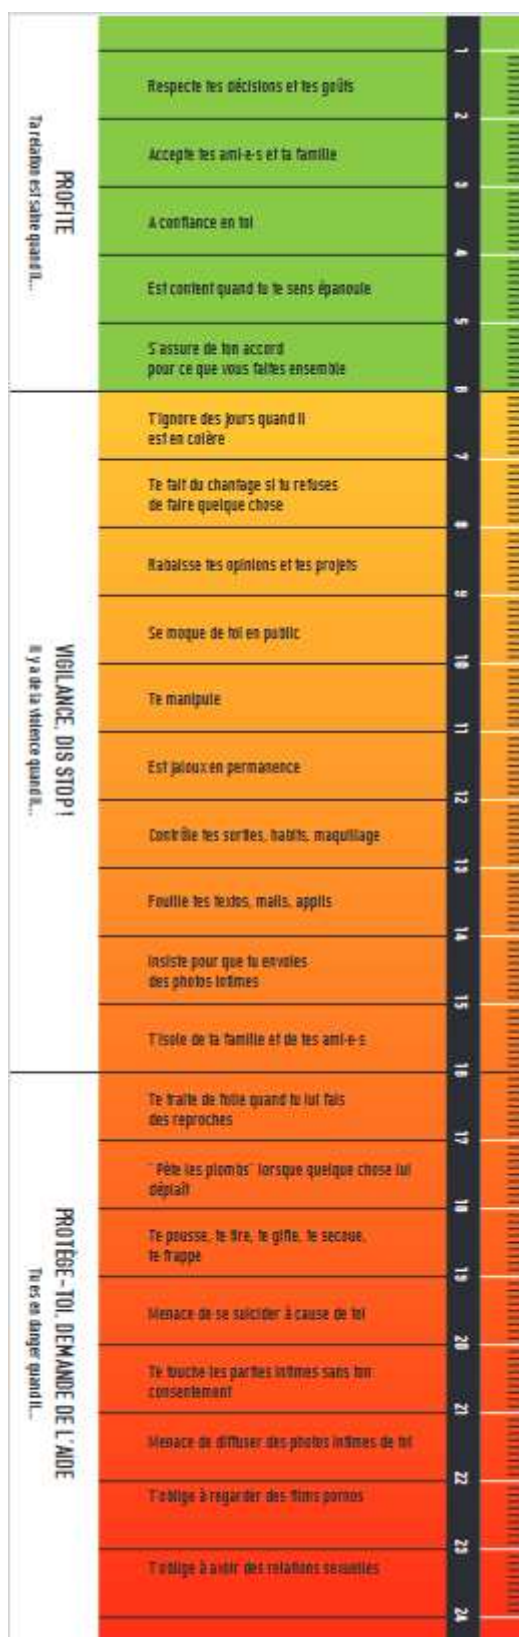 PROFITE
Ta relation est saine quand il...
1
Respecte tes décisions et tes goûts
2
Accepte tes ami-e-s et ta famille
3
A confiance en toi
4
Est content quand tu te sens épanouie
5
S'assure de ton accord
pour ce que vous faites ensemble
6
VIGILANCE, DIS STOP !
Il y a de la violence quand il...
T'ignore des jours quand il
est en colère
7
Te fait du chantage si tu refuses
de faire quelque chose
8
Rabaisse tes opinions et tes projets
9
Se moque de toi en public
10
Te manipule
11
Est jaloux en permanence
12
Contrôle tes sorties, habits, maquillage
13
Fouille tes textos, mails, applis
14
Insiste pour que tu envoies
des photos intimes
15
T'isole de ta famille et de tes ami-e-s
16
PROTÈGE-TOI, DEMANDE DE L'AIDE
Tu es en danger quand il...
Te traite de folle quand tu lui fais
des reproches
17
"Pète les plombs" lorsque quelque chose lui
déplaît
18
Te pousse, te tire, te gifle, te secoue,
te frappe
19
Menace de se suicider à cause de toi
20
Te touche les parties intimes sans ton
consentement
21
Menace de diffuser des photos intimes de toi
22
T'oblige à regarder des films pornos
23
T'oblige à avoir des relations sexuelles
24